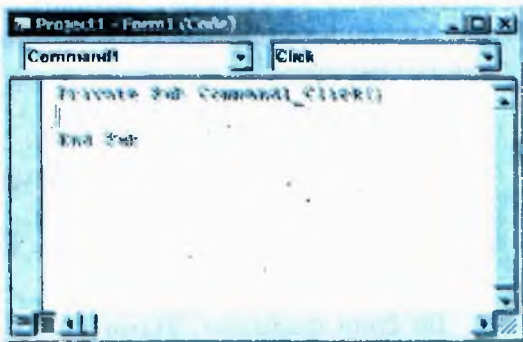 Project1 - Form1 (Code)
Command1 Click
Private Sub Command1_Click()
End Sub